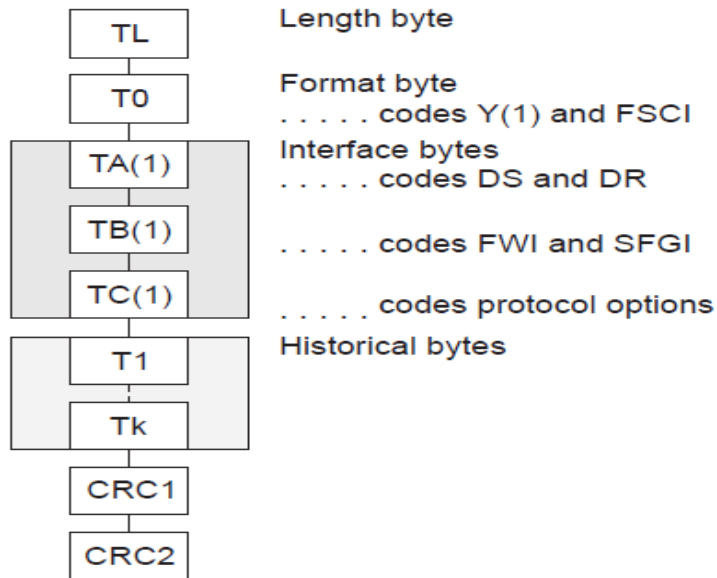 TL Length byte
T0 Format byte
. . . . . codes Y(1) and FSCI
TA(1) Interface bytes
. . . . . codes DS and DR
TB(1) . . . . . codes FWI and SFGI
TC(1) . . . . . codes protocol options
T1 Historical bytes
Tk
CRC1
CRC2